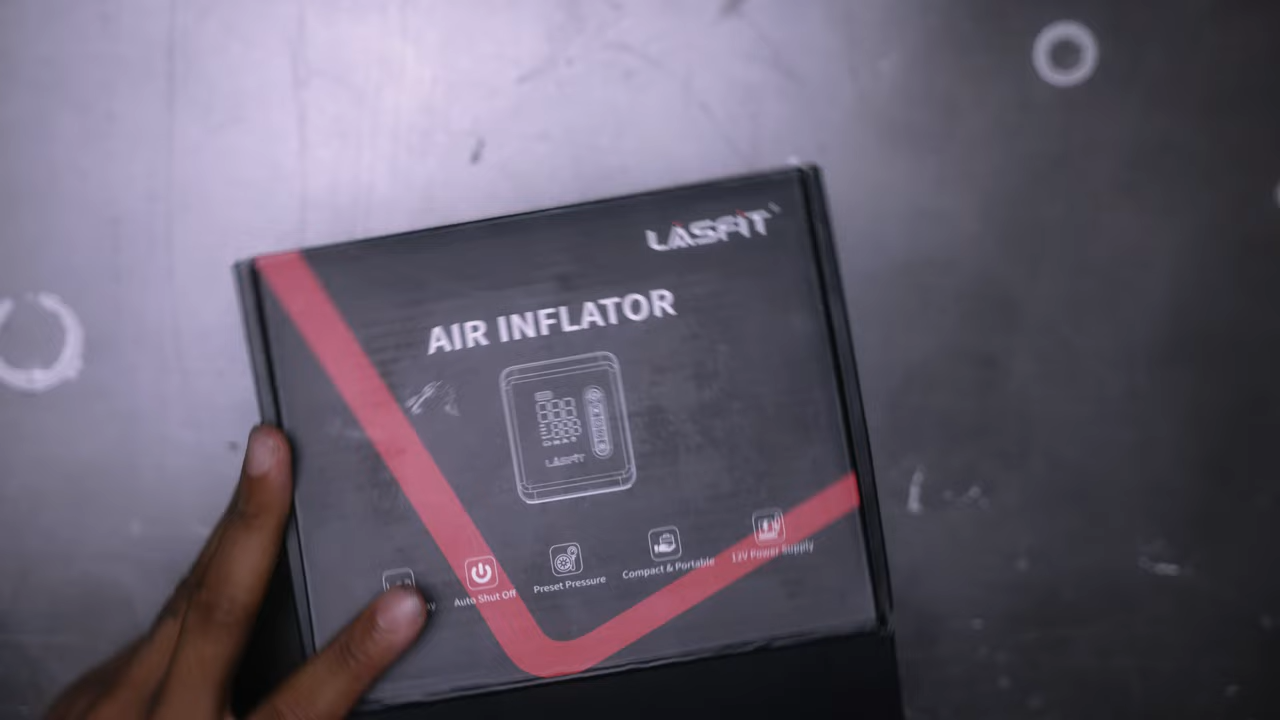 LASFIT
AIR INFLATOR
LASFIT
Auto Shut Off
Preset Pressure
Compact & Portable
12V Power Supply